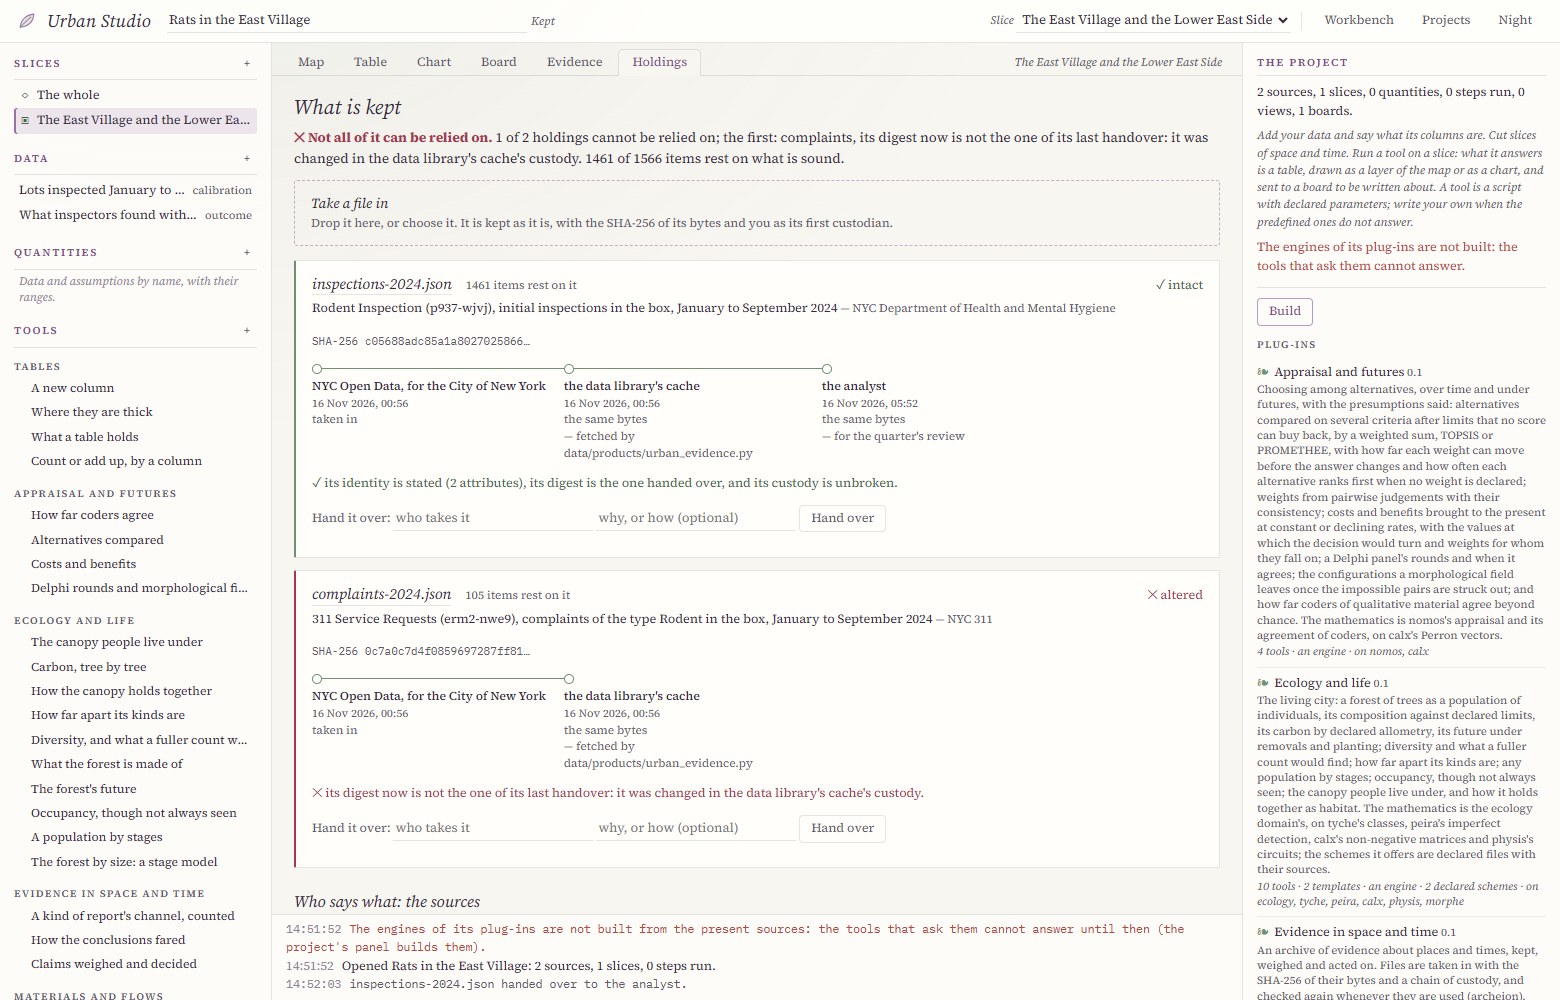 Urban Studio
Rats in the East Village
Kept
Slice
The East Village and the Lower East Side
Workbench
Projects
Night
SLICES
+
The whole
The East Village and the Lower Ea…
DATA
+
Lots inspected January to … calibration
What inspectors found with… outcome
QUANTITIES
+
Data and assumptions by name, with their
ranges.
TOOLS
+
TABLES
A new column
Where they are thick
What a table holds
Count or add up, by a column
APPRAISAL AND FUTURES
How far coders agree
Alternatives compared
Costs and benefits
Delphi rounds and morphological fi…
ECOLOGY AND LIFE
The canopy people live under
Carbon, tree by tree
How the canopy holds together
How far apart its kinds are
Diversity, and what a fuller count w…
What the forest is made of
The forest's future
Occupancy, though not always seen
A population by stages
The forest by size: a stage model
EVIDENCE IN SPACE AND TIME
A kind of report's channel, counted
How the conclusions fared
Claims weighed and decided
MATERIALS AND FLOWS
Map
Table
Chart
Board
Evidence
Holdings
The East Village and the Lower East Side
What is kept
✕ Not all of it can be relied on. 1 of 2 holdings cannot be relied on; the first: complaints, its digest now is not the one of its last handover: it was
changed in the data library's cache's custody. 1461 of 1566 items rest on what is sound.
Take a file in
Drop it here, or choose it. It is kept as it is, with the SHA-256 of its bytes and you as its first custodian.
inspections-2024.json 1461 items rest on it
✓ intact
Rodent Inspection (p937-wjvj), initial inspections in the box, January to September 2024 — NYC Department of Health and Mental Hygiene
SHA-256 c05688adc85a1a8027025866…
NYC Open Data, for the City of New York
16 Nov 2026, 00:56
taken in
the data library's cache
16 Nov 2026, 00:56
the same bytes
— fetched by
data/products/urban_evidence.py
the analyst
16 Nov 2026, 05:52
the same bytes
— for the quarter's review
✓ its identity is stated (2 attributes), its digest is the one handed over, and its custody is unbroken.
Hand it over: who takes it why, or how (optional) Hand over
complaints-2024.json 105 items rest on it
✕ altered
311 Service Requests (erm2-nwe9), complaints of the type Rodent in the box, January to September 2024 — NYC 311
SHA-256 0c7a0c7d4f0859697287ff81…
NYC Open Data, for the City of New York
16 Nov 2026, 00:56
taken in
the data library's cache
16 Nov 2026, 00:56
the same bytes
— fetched by
data/products/urban_evidence.py
✕ its digest now is not the one of its last handover: it was changed in the data library's cache's custody.
Hand it over: who takes it why, or how (optional) Hand over
Who says what: the sources
14:51:52 The engines of its plug-ins are not built from the present sources: the tools that ask them cannot answer until then (the
project's panel builds them).
14:51:52 Opened Rats in the East Village: 2 sources, 1 slices, 0 steps run.
14:52:03 inspections-2024.json handed over to the analyst.
THE PROJECT
2 sources, 1 slices, 0 quantities, 0 steps run, 0
views, 1 boards.
Add your data and say what its columns are. Cut slices
of space and time. Run a tool on a slice: what it answers
is a table, drawn as a layer of the map or as a chart, and
sent to a board to be written about. A tool is a script
with declared parameters; write your own when the
predefined ones do not answer.
The engines of its plug-ins are not built: the
tools that ask them cannot answer.
Build
PLUG-INS
Appraisal and futures 0.1
Choosing among alternatives, over time and under
futures, with the presumptions said: alternatives
compared on several criteria after limits that no score
can buy back, by a weighted sum, TOPSIS or
PROMETHEE, with how far each weight can move
before the answer changes and how often each
alternative ranks first when no weight is declared;
weights from pairwise judgements with their
consistency; costs and benefits brought to the present
at constant or declining rates, with the values at
which the decision would turn and weights for whom
they fall on; a Delphi panel's rounds and when it
agrees; the configurations a morphological field
leaves once the impossible pairs are struck out; and
how far coders of qualitative material agree beyond
chance. The mathematics is nomos's appraisal and its
agreement of coders, on calx's Perron vectors.
4 tools · an engine · on nomos, calx
Ecology and life 0.1
The living city: a forest of trees as a population of
individuals, its composition against declared limits,
its carbon by declared allometry, its future under
removals and planting; diversity and what a fuller
count would find; how far apart its kinds are; any
population by stages; occupancy, though not always
seen; the canopy people live under, and how it holds
together as habitat. The mathematics is the ecology
domain's, on tyche's classes, peira's imperfect
detection, calx's non-negative matrices and physis's
circuits; the schemes it offers are declared files with
their sources.
10 tools · 2 templates · an engine · 2 declared schemes · on
ecology, tyche, peira, calx, physis, morphe
Evidence in space and time 0.1
An archive of evidence about places and times, kept,
weighed and acted on. Files are taken in with the
SHA-256 of their bytes and a chain of custody, and
checked again whenever they are used (archeion).